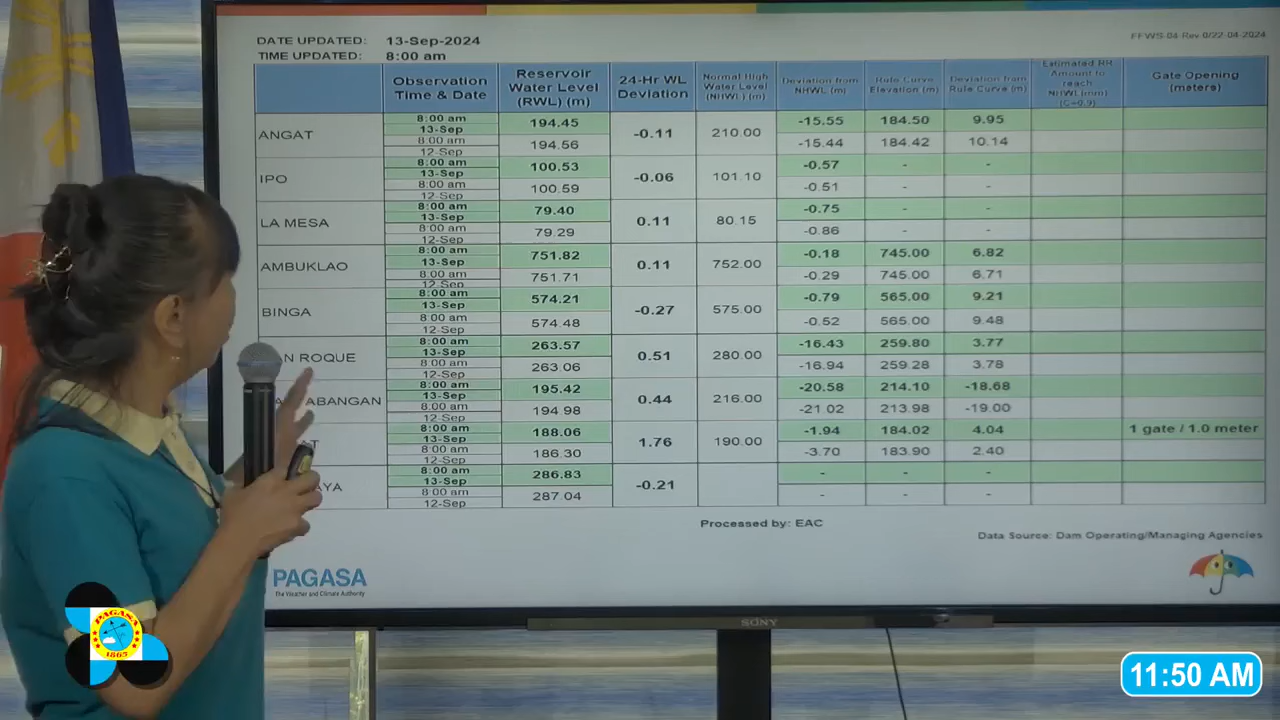 DATE UPDATED: 13-Sep-2024
FFWS-04 Rev.0/22-04-2024
TIME UPDATED: 8:00 am
Observation Time & Date Reservoir Water Level (RWL) (m) 24-Hr WL Deviation Normal High Water Level (NHWL) (m) Deviation from NHWL (m) Rule Curve Elevation (m) Deviation from Rule Curve (m) Estimated RR Amount to reach NHWL (mm) (C=0.9) Gate Opening (meters)
ANGAT 8:00 am 13-Sep 194.45 -0.11 210.00 -15.55 184.50 9.95
8:00 am 12-Sep 194.56 -15.44 184.42 10.14
IPO 8:00 am 13-Sep 100.53 -0.06 101.10 -0.57 - -
8:00 am 12-Sep 100.59 -0.51 - -
LA MESA 8:00 am 13-Sep 79.40 0.11 80.15 -0.75 - -
8:00 am 12-Sep 79.29 -0.86 - -
AMBUKLAO 8:00 am 13-Sep 751.82 0.11 752.00 -0.18 745.00 6.82
8:00 am 12-Sep 751.71 -0.29 745.00 6.71
BINGA 8:00 am 13-Sep 574.21 -0.27 575.00 -0.79 565.00 9.21
8:00 am 12-Sep 574.48 -0.52 565.00 9.48
AN ROQUE 8:00 am 13-Sep 263.57 0.51 280.00 -16.43 259.80 3.77
8:00 am 12-Sep 263.06 -16.94 259.28 3.78
ABANGAN 8:00 am 13-Sep 195.42 0.44 216.00 -20.58 214.10 -18.68
8:00 am 12-Sep 194.98 -21.02 213.98 -19.00
AT 8:00 am 13-Sep 188.06 1.76 190.00 -1.94 184.02 4.04 1 gate / 1.0 meter
8:00 am 12-Sep 186.30 -3.70 183.90 2.40
AYA 8:00 am 13-Sep 286.83 -0.21 - - -
8:00 am 12-Sep 287.04 - - -
Processed by: EAC
Data Source: Dam Operating/Managing Agencies
PAGASA
The Weather and Climate Authority
SONY
PAGASA
1865
11:50 AM